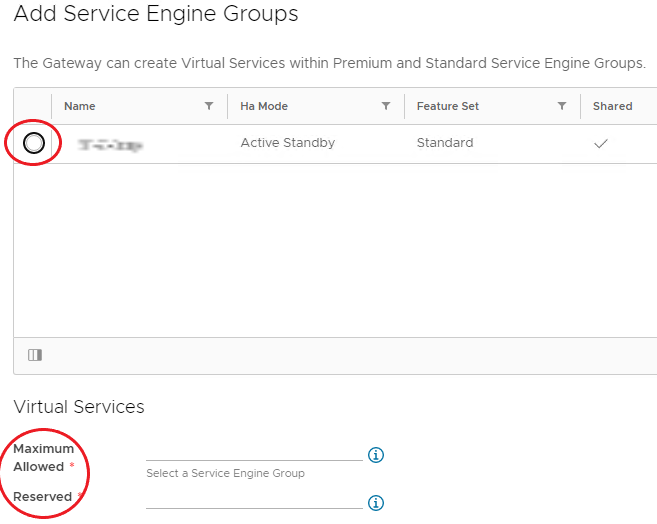 Add Service Engine Groups
The Gateway can create Virtual Services within Premium and Standard Service Engine Groups.
Name Ha Mode Feature Set Shared
Active Standby Standard
Virtual Services
Maximum
Allowed *
Select a Service Engine Group
Reserved *